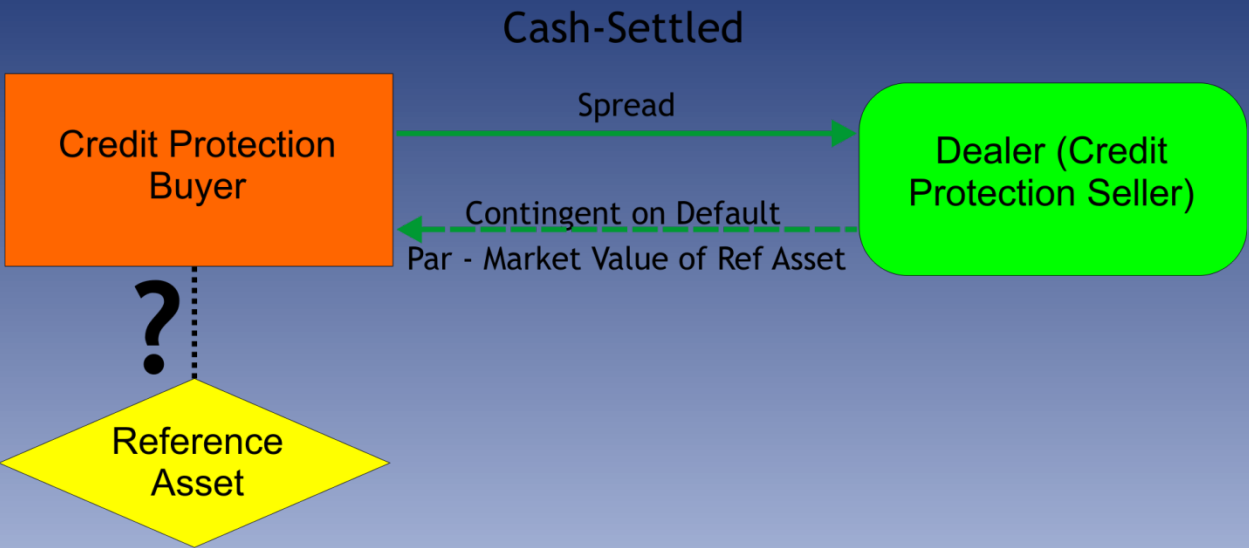 Cash-Settled
Credit Protection
Buyer
Spread
Dealer (Credit
Protection Seller)
Contingent on Default
Par - Market Value of Ref Asset
?
Reference
Asset